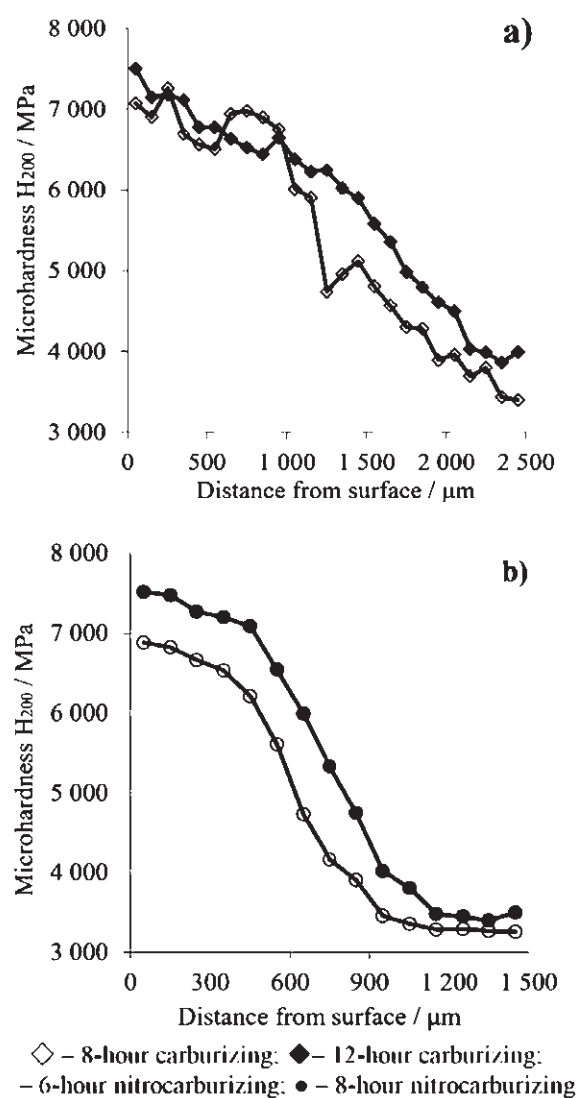 a)
8 000
7 000
6 000
5 000
4 000
3 000
Microhardness H200 / MPa
0 500 1 000 1 500 2 000 2 500
Distance from surface / μm
b)
8 000
7 000
6 000
5 000
4 000
3 000
Microhardness H200 / MPa
0 300 600 900 1 200 1 500
Distance from surface / μm
◇ – 8-hour carburizing; ◆ – 12-hour carburizing;
– 6-hour nitrocarburizing; ● – 8-hour nitrocarburizing